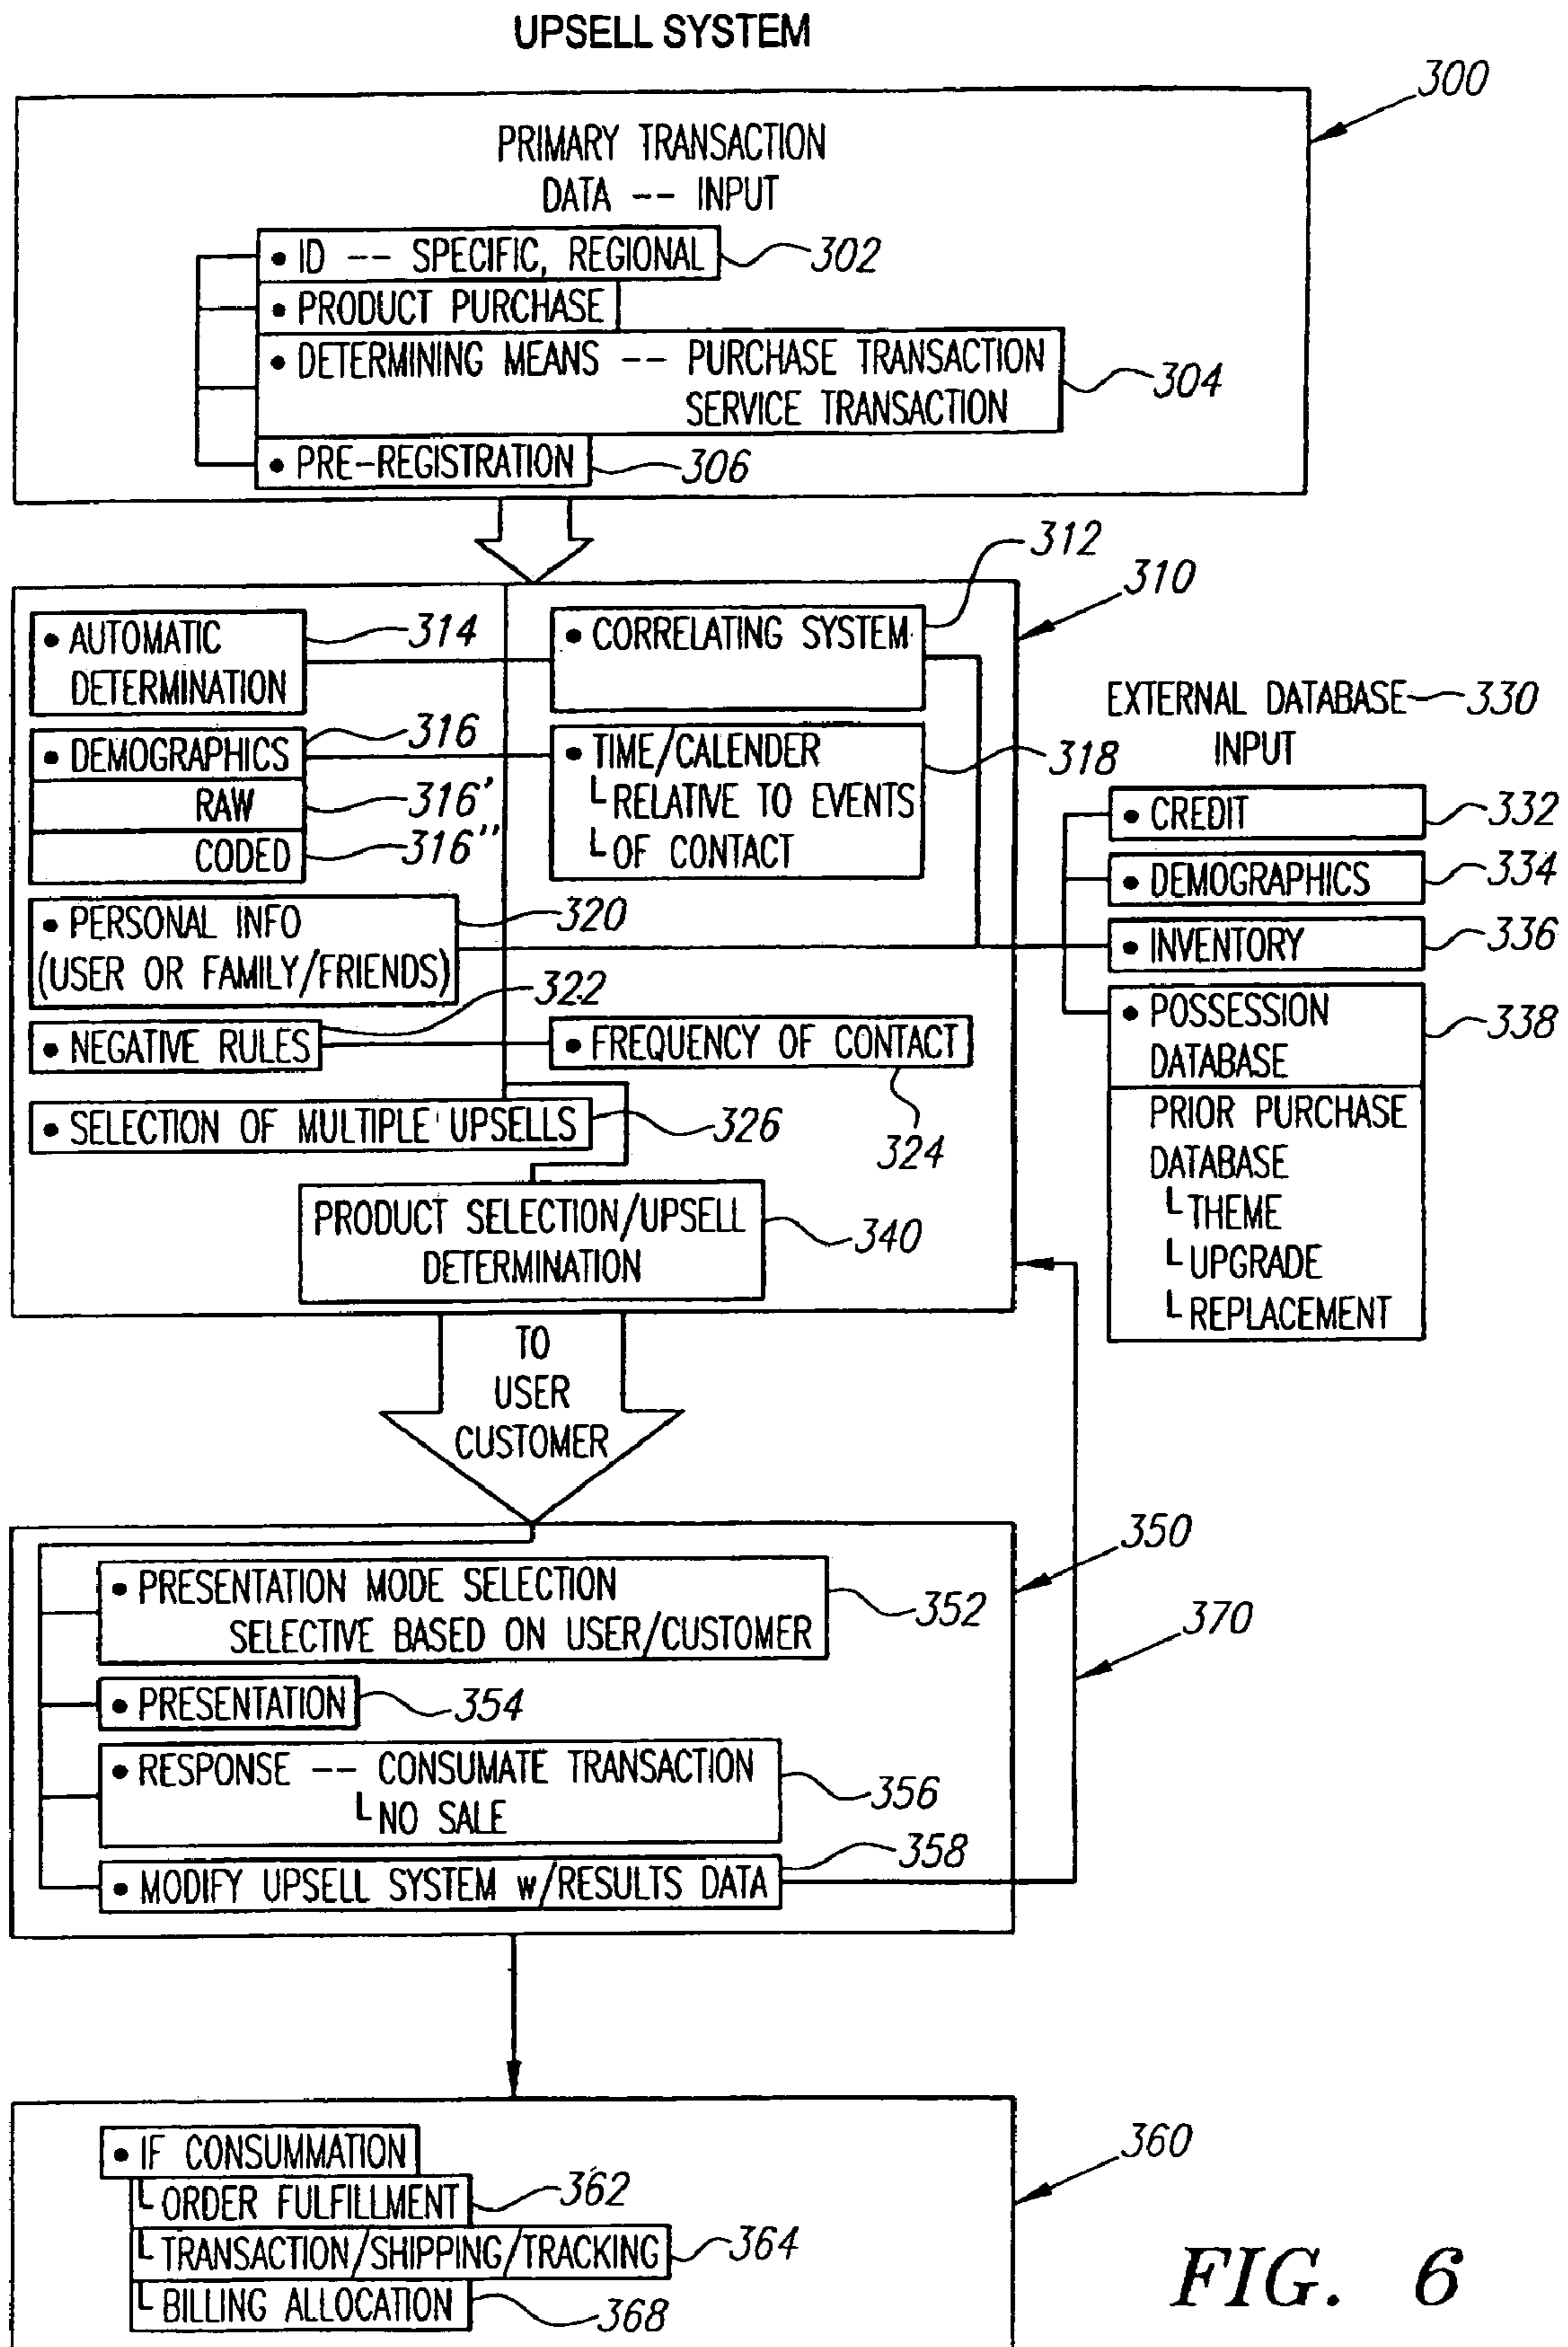 UPSELL SYSTEM
300
PRIMARY TRANSACTION
DATA -- INPUT
• ID -- SPECIFIC, REGIONAL
302
• PRODUCT PURCHASE
• DETERMINING MEANS -- PURCHASE TRANSACTION
SERVICE TRANSACTION
304
• PRE-REGISTRATION
306
312
310
• AUTOMATIC
DETERMINATION
314
• CORRELATING SYSTEM
• DEMOGRAPHICS
316
RAW
316'
CODED
316''
• TIME/CALENDER
└ RELATIVE TO EVENTS
└ OF CONTACT
318
• PERSONAL INFO
(USER OR FAMILY/FRIENDS)
320
322
• NEGATIVE RULES
• FREQUENCY OF CONTACT
324
• SELECTION OF MULTIPLE UPSELLS
326
PRODUCT SELECTION/UPSELL
DETERMINATION
340
EXTERNAL DATABASE
330
INPUT
• CREDIT
332
• DEMOGRAPHICS
334
• INVENTORY
336
• POSSESSION
DATABASE
338
PRIOR PURCHASE
DATABASE
└ THEME
└ UPGRADE
└ REPLACEMENT
TO
USER
CUSTOMER
350
• PRESENTATION MODE SELECTION
SELECTIVE BASED ON USER/CUSTOMER
352
370
• PRESENTATION
354
• RESPONSE -- CONSUMATE TRANSACTION
└ NO SALE
356
358
• MODIFY UPSELL SYSTEM w/RESULTS DATA
360
• IF CONSUMMATION
└ ORDER FULFILLMENT
362
└ TRANSACTION/SHIPPING/TRACKING
364
└ BILLING ALLOCATION
368
FIG. 6